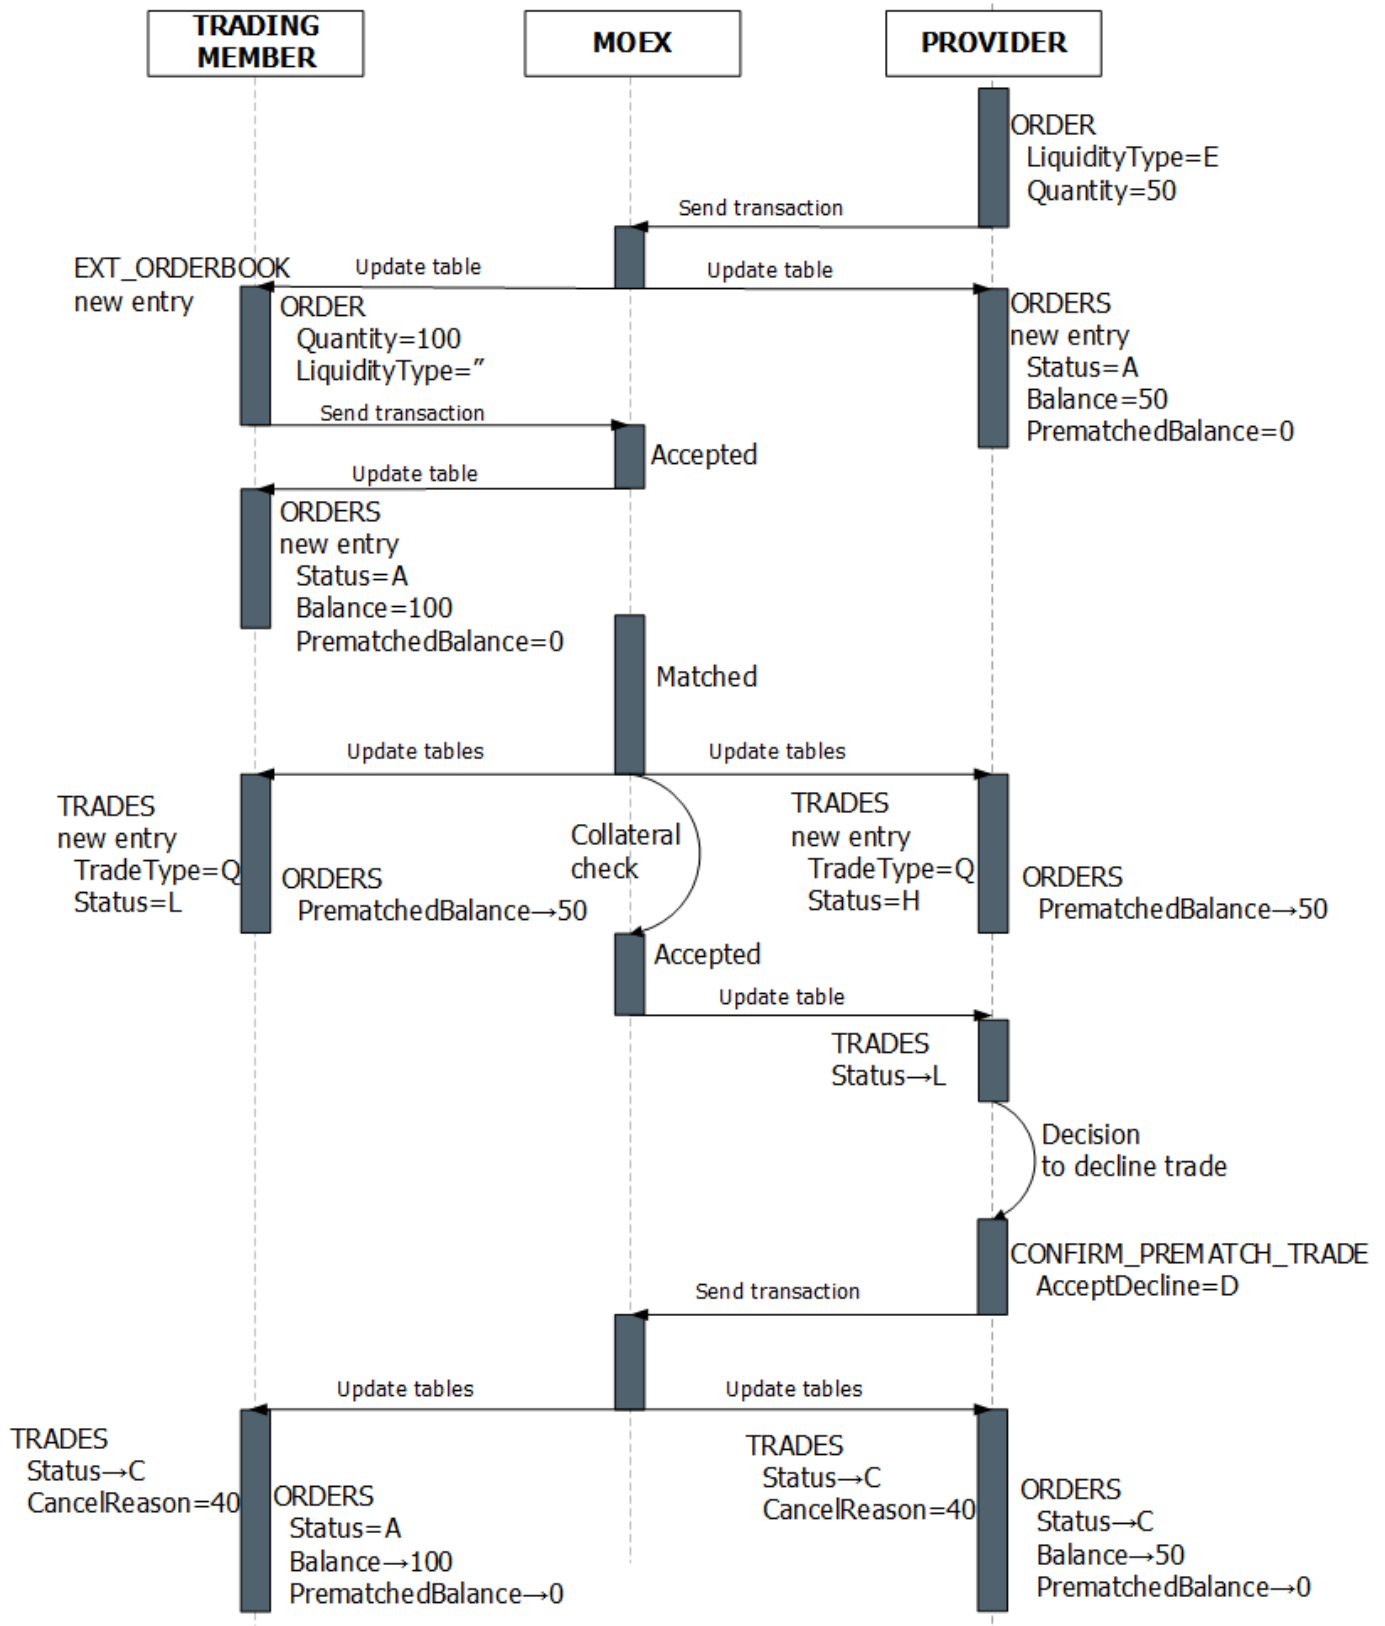 TRADING
MEMBER
MOEX
PROVIDER
ORDER
LiquidityType=E
Quantity=50
Send transaction
EXT_ORDERBOOK
new entry
Update table
Update table
ORDER
Quantity=100
LiquidityType=”
ORDERS
new entry
Status=A
Balance=50
PrematchedBalance=0
Send transaction
Accepted
Update table
ORDERS
new entry
Status=A
Balance=100
PrematchedBalance=0
Matched
Update tables
Update tables
TRADES
new entry
TradeType=Q
Status=L
ORDERS
PrematchedBalance→50
Collateral
check
TRADES
new entry
TradeType=Q
Status=H
ORDERS
PrematchedBalance→50
Accepted
Update table
TRADES
Status→L
Decision
to decline trade
CONFIRM_PREMATCH_TRADE
AcceptDecline=D
Send transaction
Update tables
Update tables
TRADES
Status→C
CancelReason=40
ORDERS
Status=A
Balance→100
PrematchedBalance→0
TRADES
Status→C
CancelReason=40
ORDERS
Status→C
Balance→50
PrematchedBalance→0